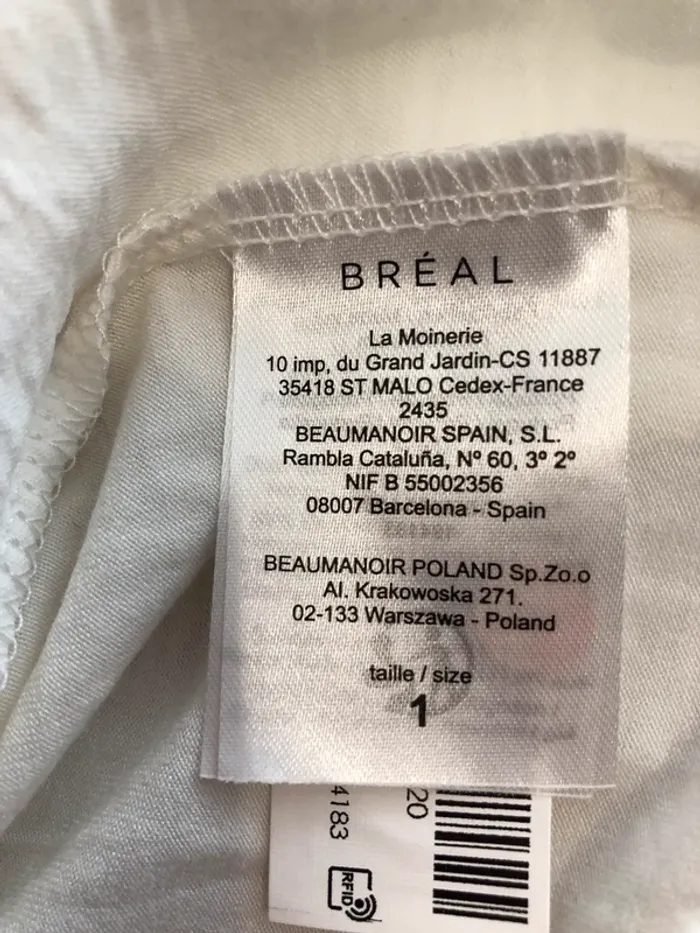 BRÉAL
La Moinerie
10 imp, du Grand Jardin-CS 11887
35418 ST MALO Cedex-France
2435
BEAUMANOIR SPAIN, S.L.
Rambla Cataluña, Nº 60, 3º 2º
NIF B 55002356
08007 Barcelona - Spain
BEAUMANOIR POLAND Sp.Zo.o
Al. Krakowoska 271.
02-133 Warszawa - Poland
taille / size
1
20
4183
RFID